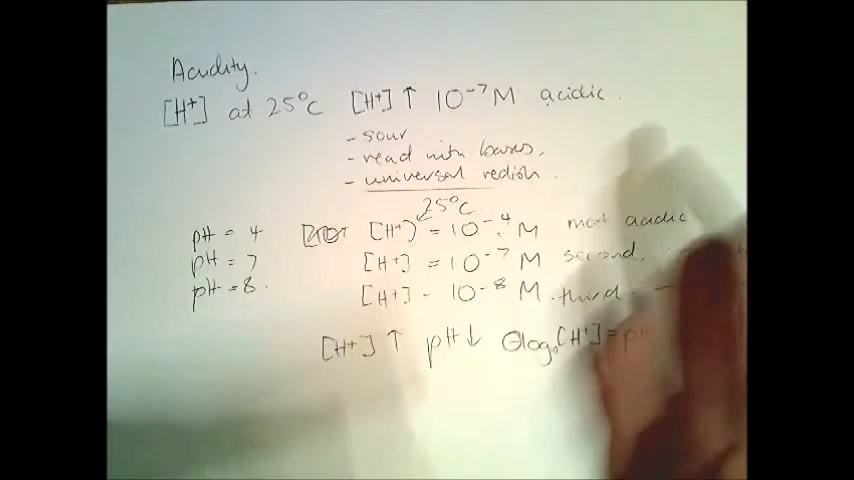 Acidity.
[H+] at 25°C [H+] ↑ 10⁻⁷ M acidic.
- sour
- read with bases.
- universal redish.
25°C
pH = 4 [H+] = 10⁻⁴ M most acidic
pH = 7 [H+] = 10⁻⁷ M second,
pH = 8. [H+] - 10⁻⁸ M. third -
[H+] ↑ pH ↓ -log₁₀[H+] = pH